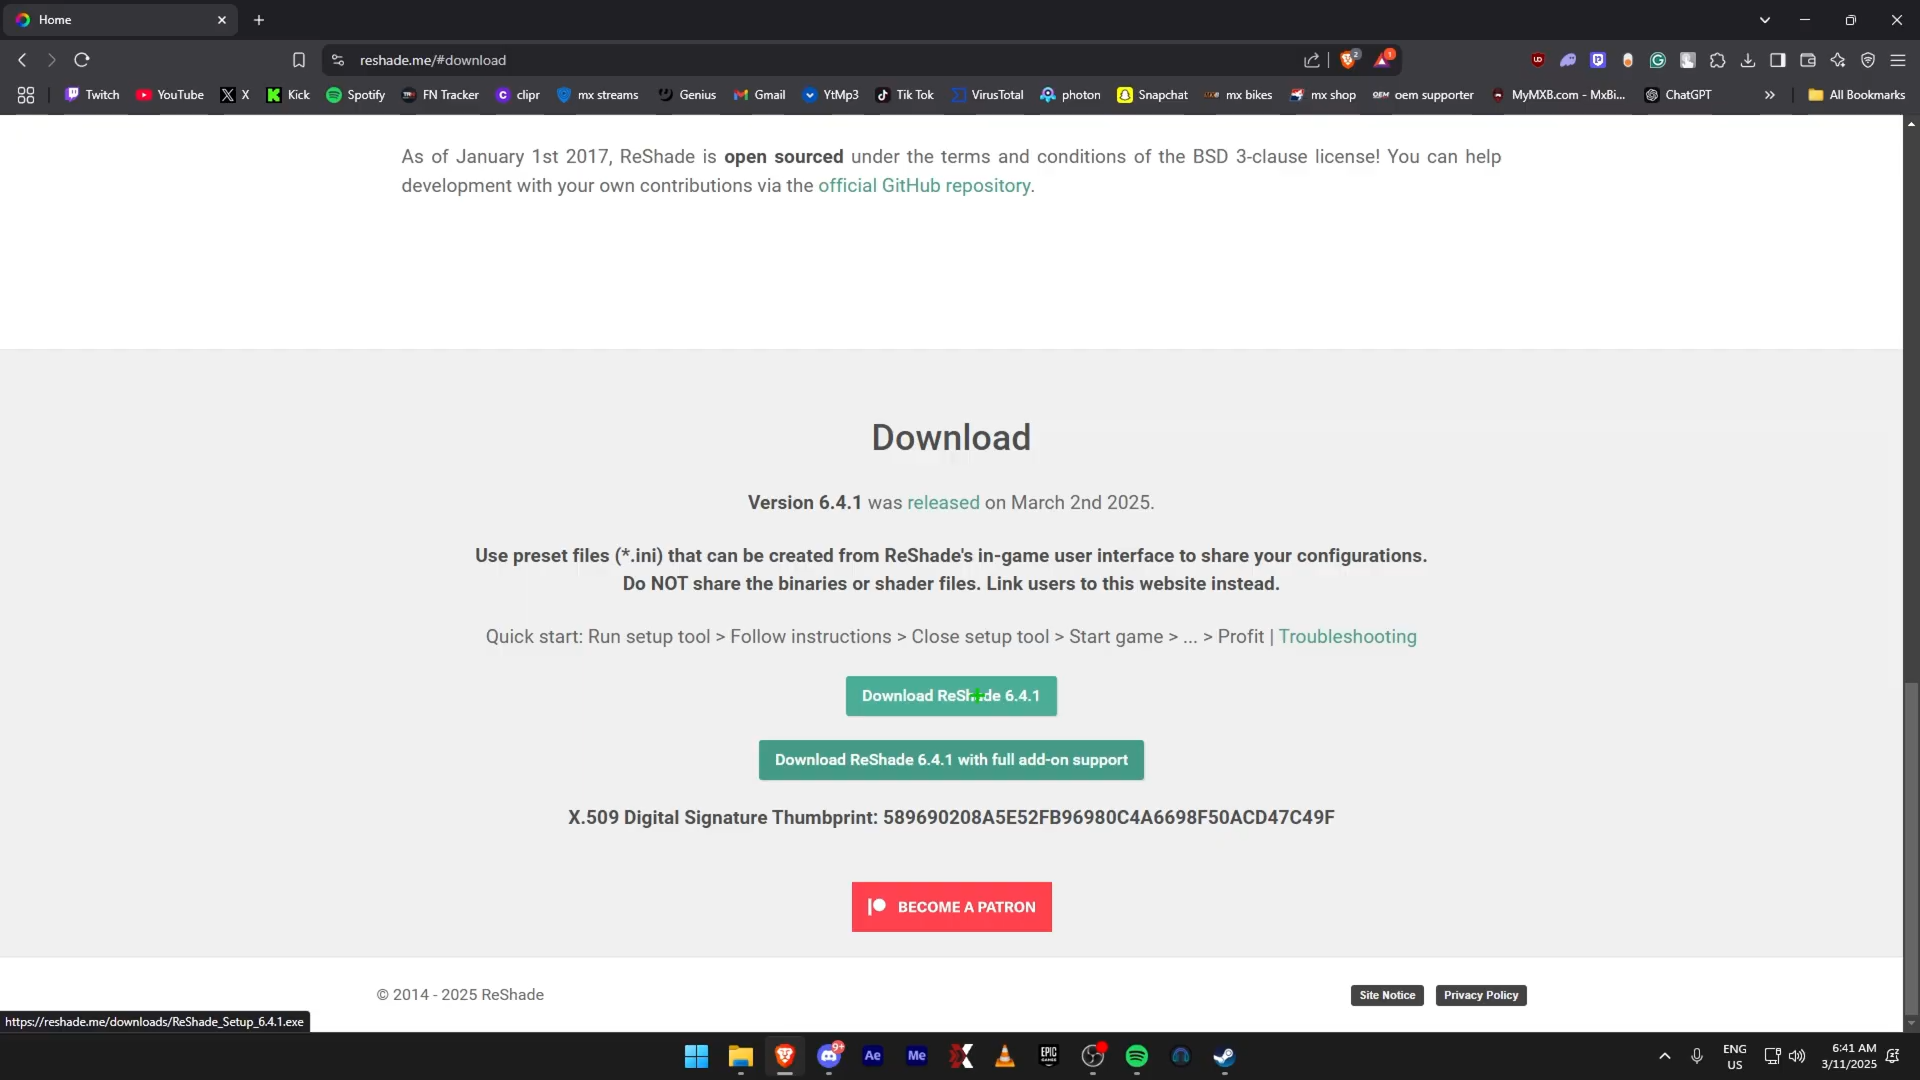 Home
reshade.me/#download
2
1
Twitch
YouTube
X
Kick
Spotify
FN Tracker
clipr
mx streams
Genius
Gmail
YtMp3
Tik Tok
VirusTotal
photon
Snapchat
mx bikes
mx shop
oem supporter
MyMXB.com - MxBi...
ChatGPT
All Bookmarks
As of January 1st 2017, ReShade is open sourced under the terms and conditions of the BSD 3-clause license! You can help
development with your own contributions via the official GitHub repository.
Download
Version 6.4.1 was released on March 2nd 2025.
Use preset files (*.ini) that can be created from ReShade's in-game user interface to share your configurations.
Do NOT share the binaries or shader files. Link users to this website instead.
Quick start: Run setup tool > Follow instructions > Close setup tool > Start game > ... > Profit | Troubleshooting
Download ReShade 6.4.1
Download ReShade 6.4.1 with full add-on support
X.509 Digital Signature Thumbprint: 589690208A5E52FB96980C4A6698F50ACD47C49F
BECOME A PATRON
© 2014 - 2025 ReShade
Site Notice
Privacy Policy
https://reshade.me/downloads/ReShade_Setup_6.4.1.exe
9+
Ae
Me
EPIC
GAMES
ENG
US
6:41 AM
3/11/2025